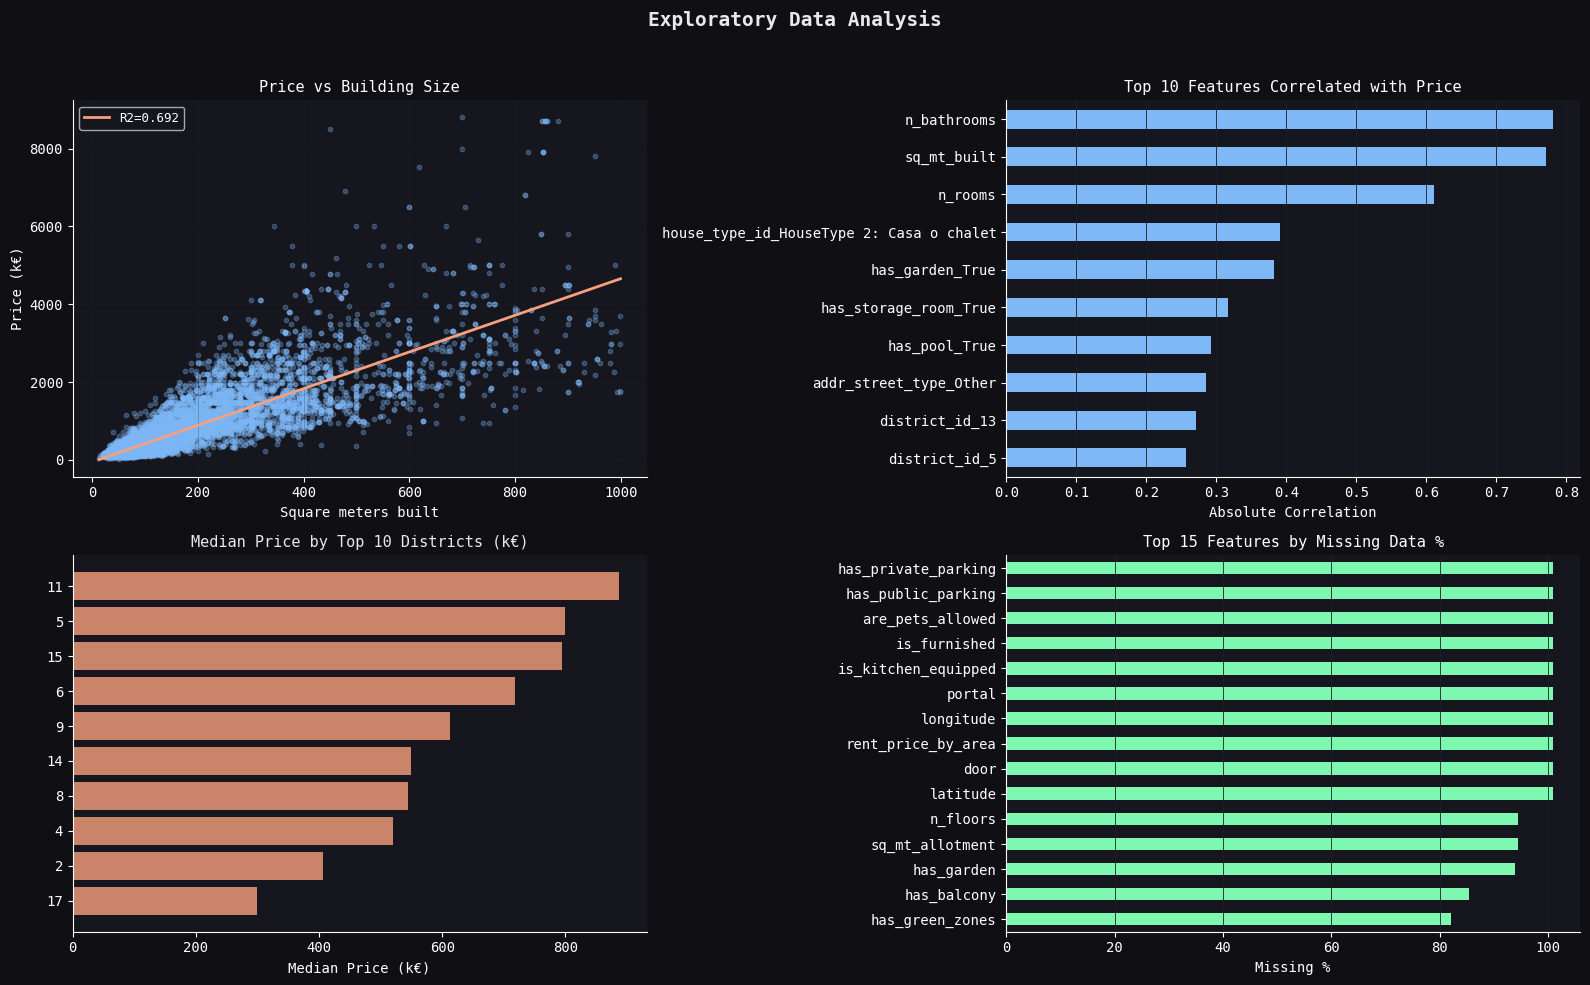 Exploratory Data Analysis
Price vs Building Size
R2=0.692
Price (k€)
8000
6000
4000
2000
0
0 200 400 600 800 1000
Square meters built
Top 10 Features Correlated with Price
n_bathrooms
sq_mt_built
n_rooms
house_type_id_HouseType 2: Casa o chalet
has_garden_True
has_storage_room_True
has_pool_True
addr_street_type_Other
district_id_13
district_id_5
0.0 0.1 0.2 0.3 0.4 0.5 0.6 0.7 0.8
Absolute Correlation
Median Price by Top 10 Districts (k€)
11
5
15
6
9
14
8
4
2
17
0 200 400 600 800
Median Price (k€)
Top 15 Features by Missing Data %
has_private_parking
has_public_parking
are_pets_allowed
is_furnished
is_kitchen_equipped
portal
longitude
rent_price_by_area
door
latitude
n_floors
sq_mt_allotment
has_garden
has_balcony
has_green_zones
0 20 40 60 80 100
Missing %